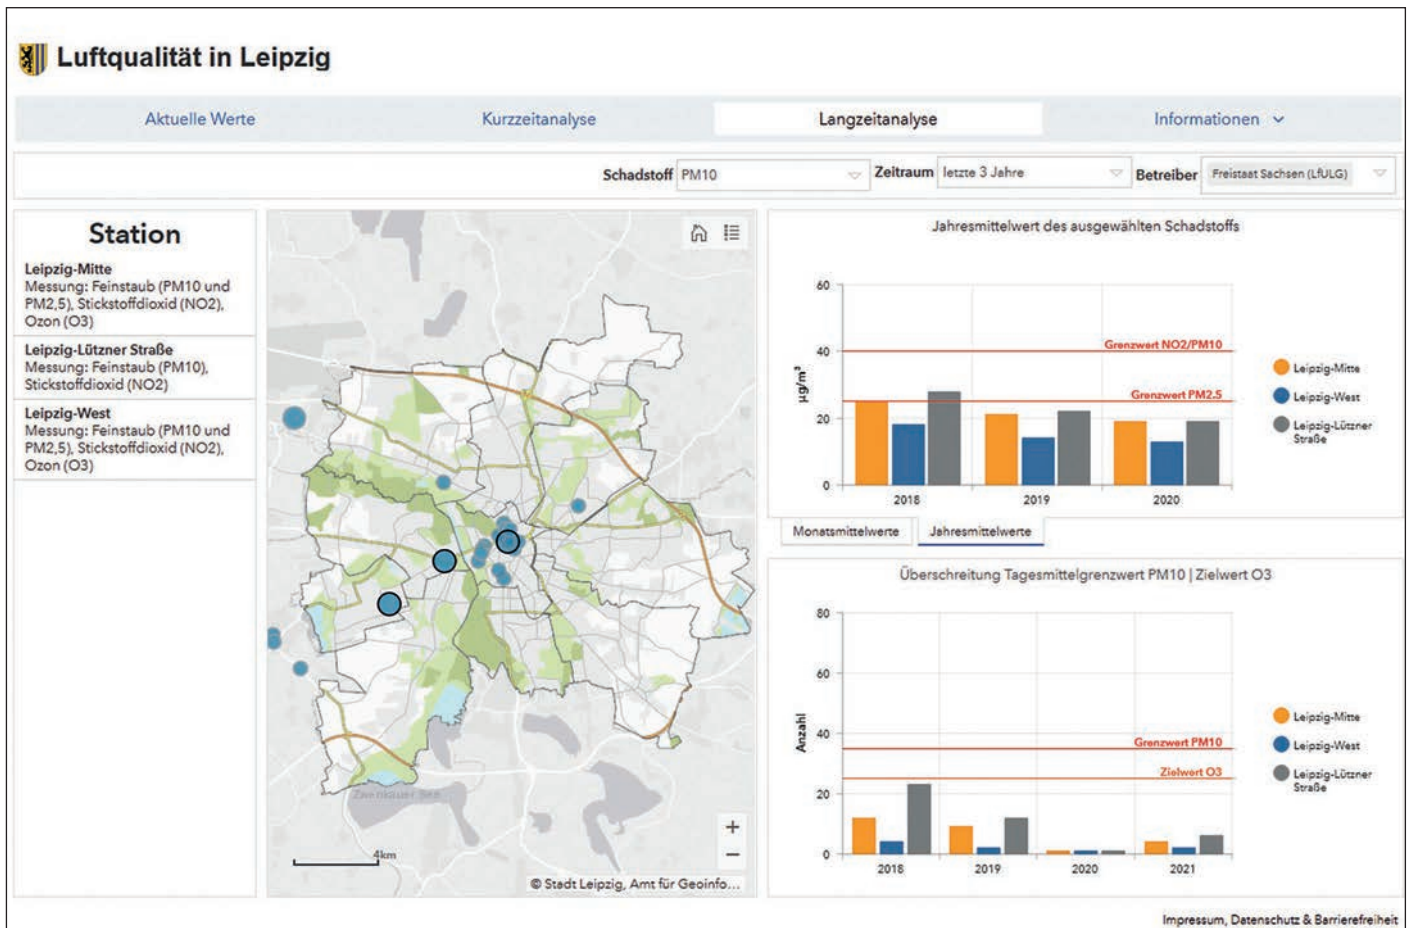 Luftqualität in Leipzig
Aktuelle Werte
Kurzzeitanalyse
Langzeitanalyse
Informationen
Schadstoff PM10
Zeitraum letzte 3 Jahre
Betreiber Freistaat Sachsen (LfULG)
Station
Leipzig-Mitte
Messung: Feinstaub (PM10 und
PM2,5), Stickstoffdioxid (NO2),
Ozon (O3)
Leipzig-Lützner Straße
Messung: Feinstaub (PM10),
Stickstoffdioxid (NO2)
Leipzig-West
Messung: Feinstaub (PM10 und
PM2,5), Stickstoffdioxid (NO2),
Ozon (O3)
Zwenkauer See
4km
+
−
© Stadt Leipzig, Amt für Geoinfo...
Jahresmittelwert des ausgewählten Schadstoffs
60
40
20
0
µg/m³
Grenzwert NO2/PM10
Grenzwert PM2.5
2018
2019
2020
Leipzig-Mitte
Leipzig-West
Leipzig-Lützner
Straße
Monatsmittelwerte
Jahresmittelwerte
Überschreitung Tagesmittelgrenzwert PM10 | Zielwert O3
80
60
40
20
0
Anzahl
Grenzwert PM10
Zielwert O3
2018
2019
2020
2021
Leipzig-Mitte
Leipzig-West
Leipzig-Lützner
Straße
Impressum, Datenschutz & Barrierefreiheit